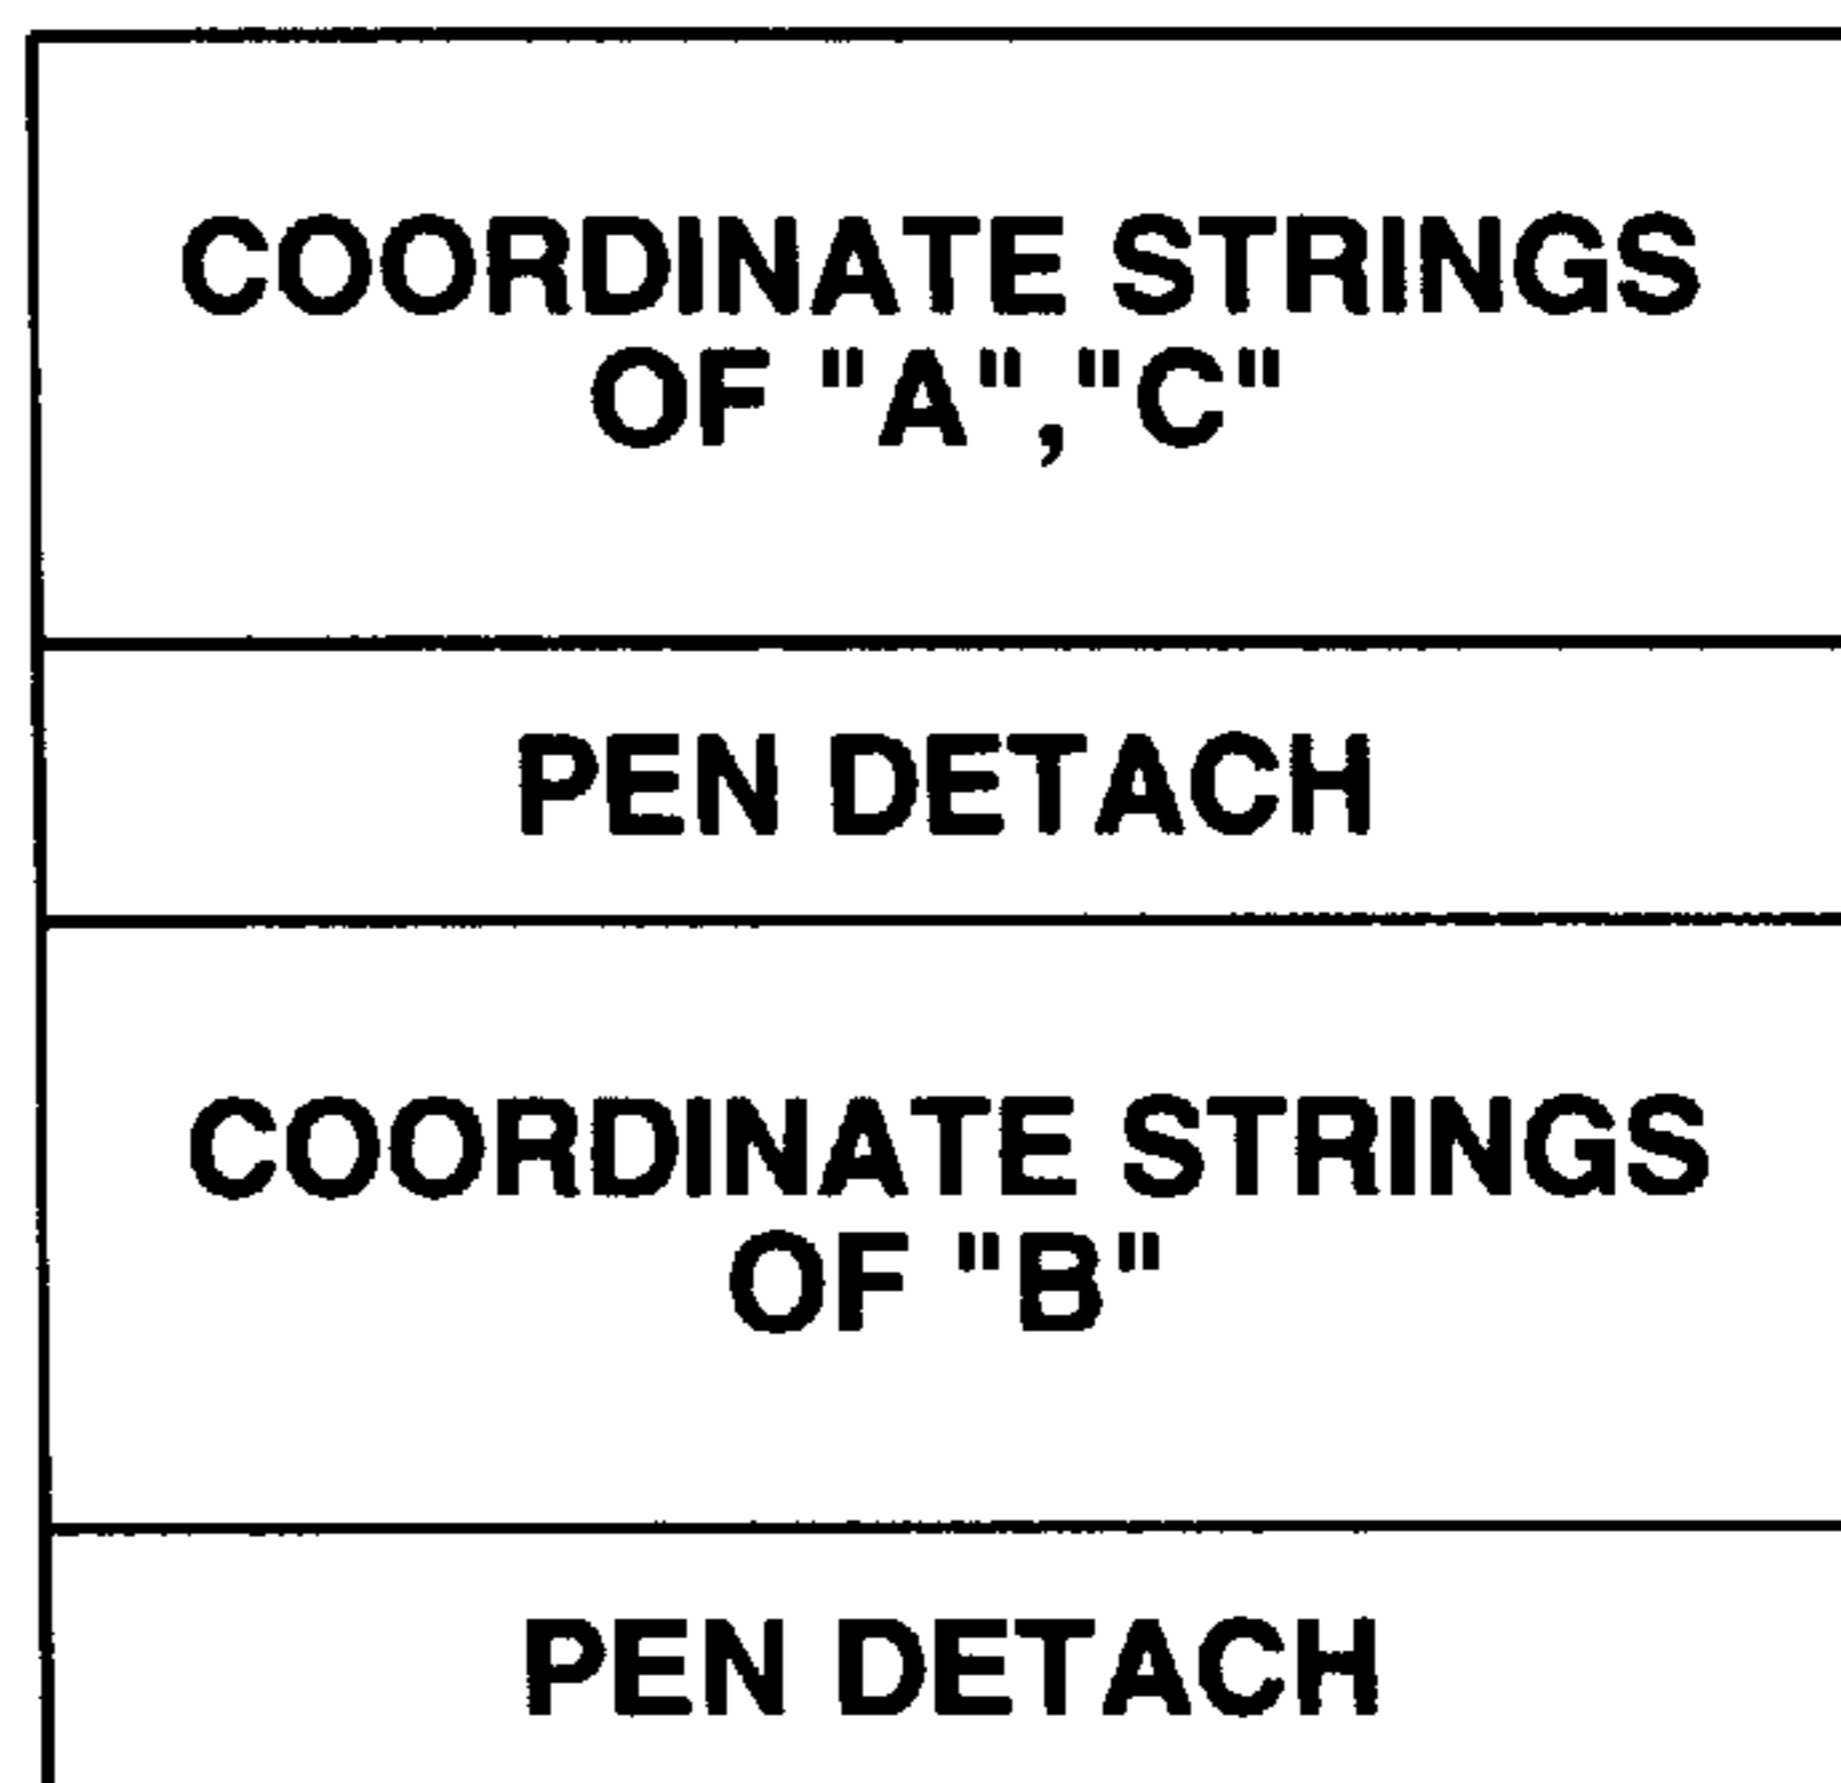 COORDINATE STRINGS
OF "A","C"
PEN DETACH
COORDINATE STRINGS
OF "B"
PEN DETACH